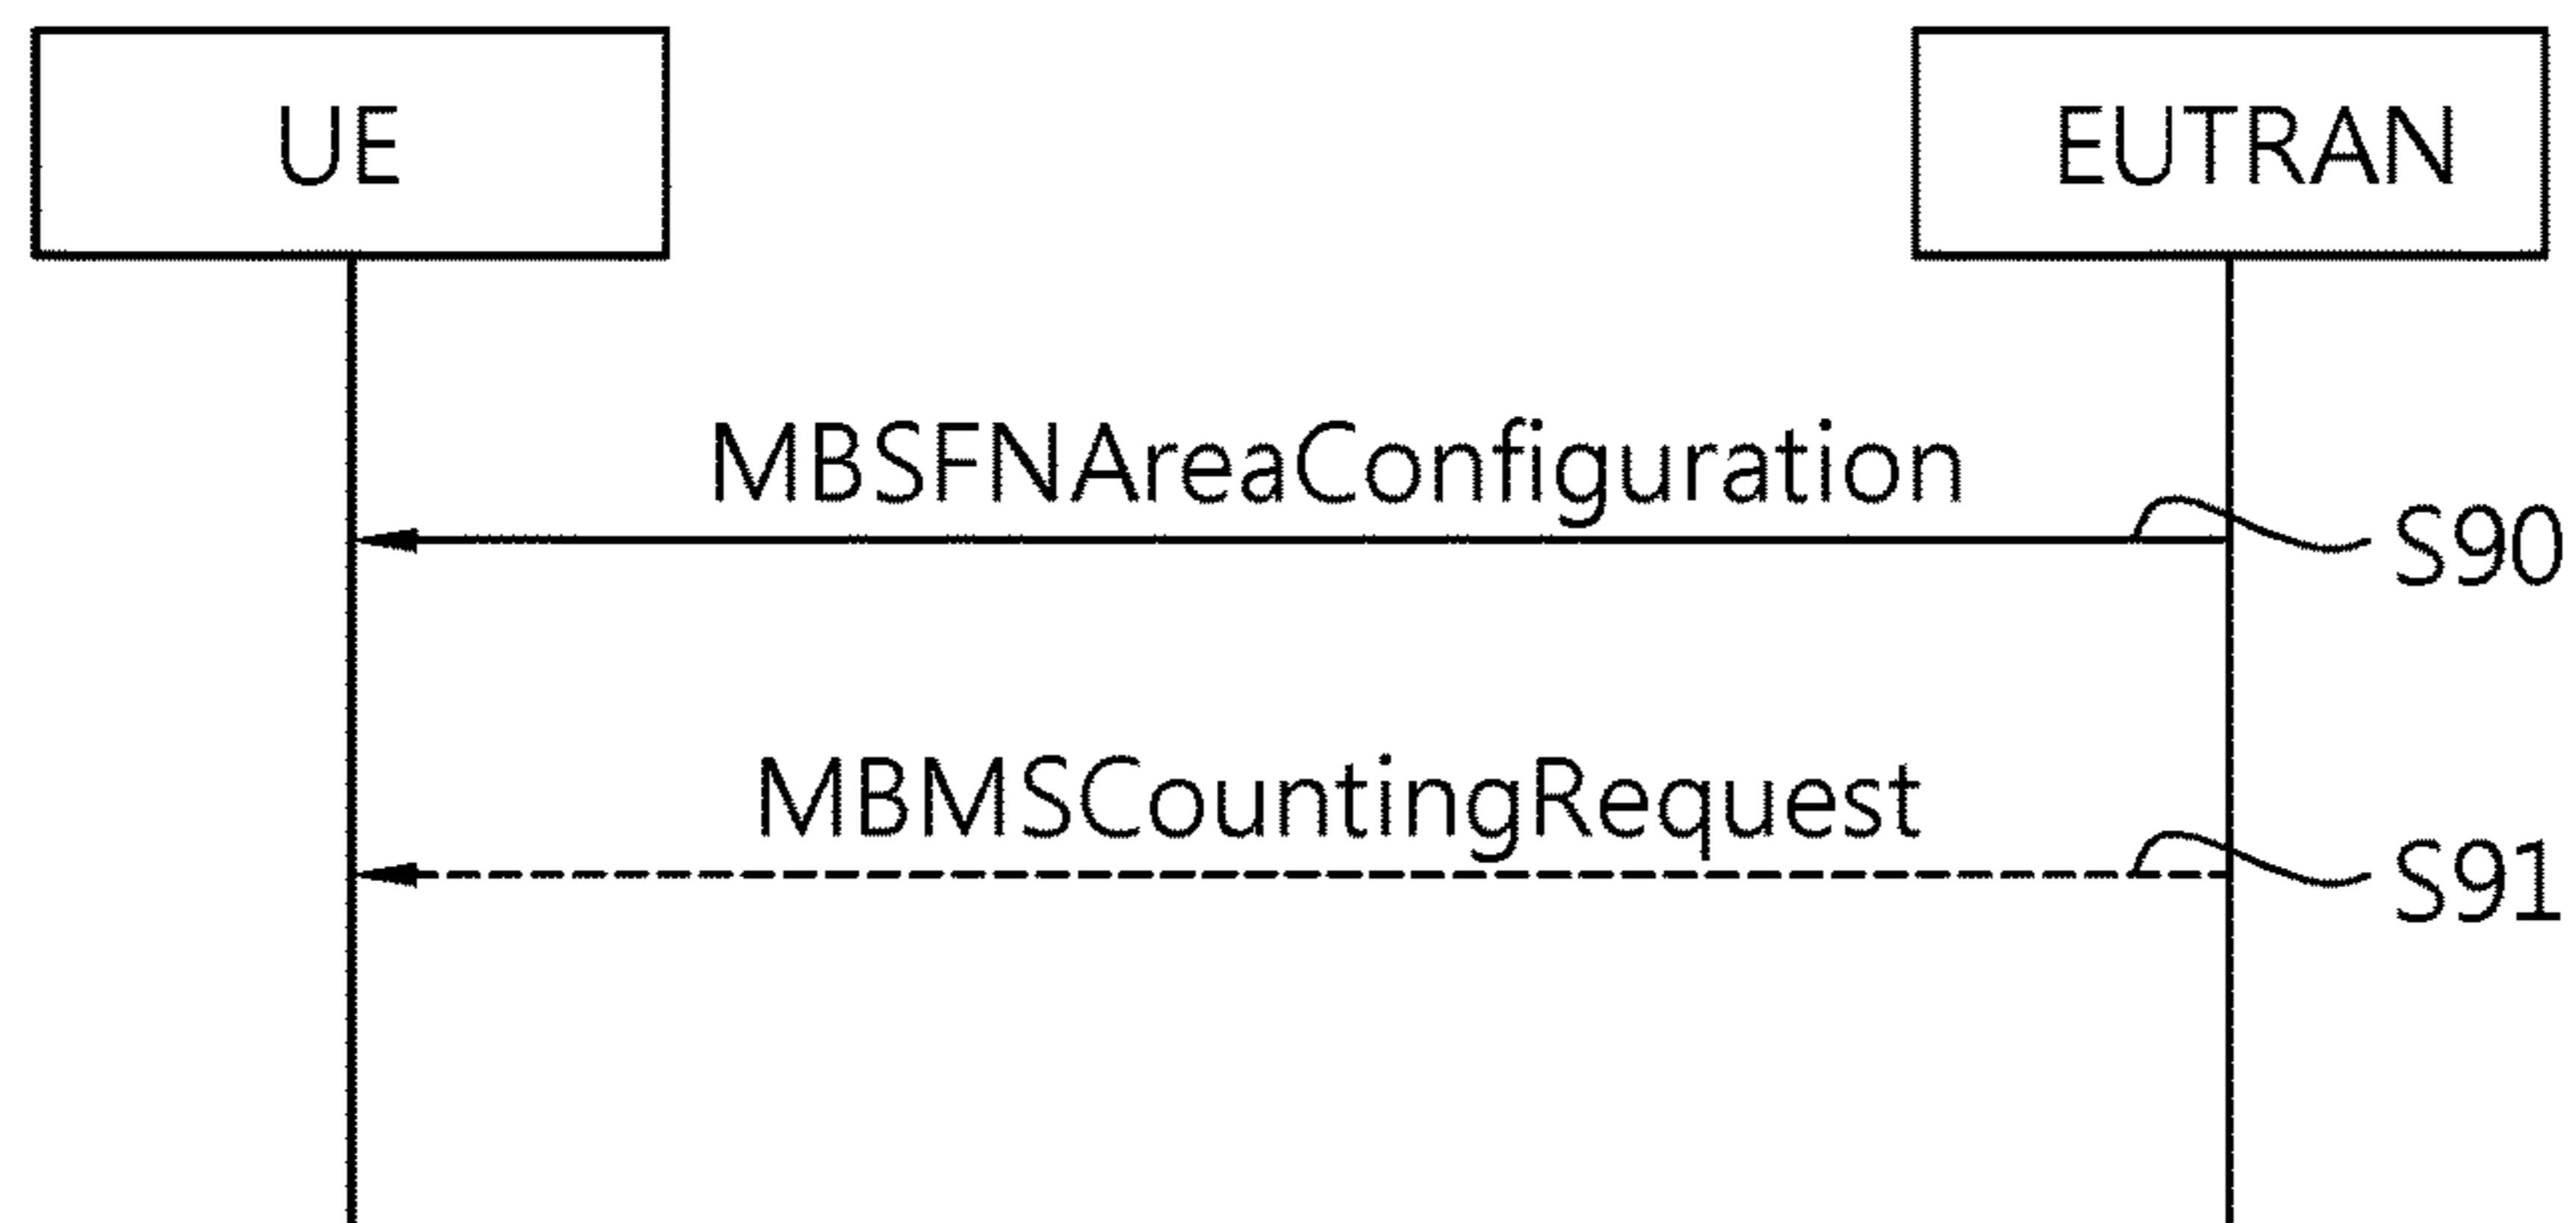 UE
EUTRAN
MBSFNAreaConfiguration
S90
MBMSCountingRequest
S91